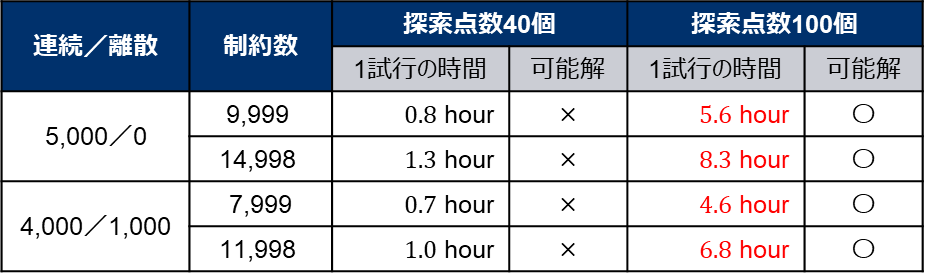 連続／離散 制約数 探索点数40個 探索点数100個
1試行の時間 可能解 1試行の時間 可能解
5,000／0 9,999 0.8 hour × 5.6 hour ○
14,998 1.3 hour × 8.3 hour ○
4,000／1,000 7,999 0.7 hour × 4.6 hour ○
11,998 1.0 hour × 6.8 hour ○